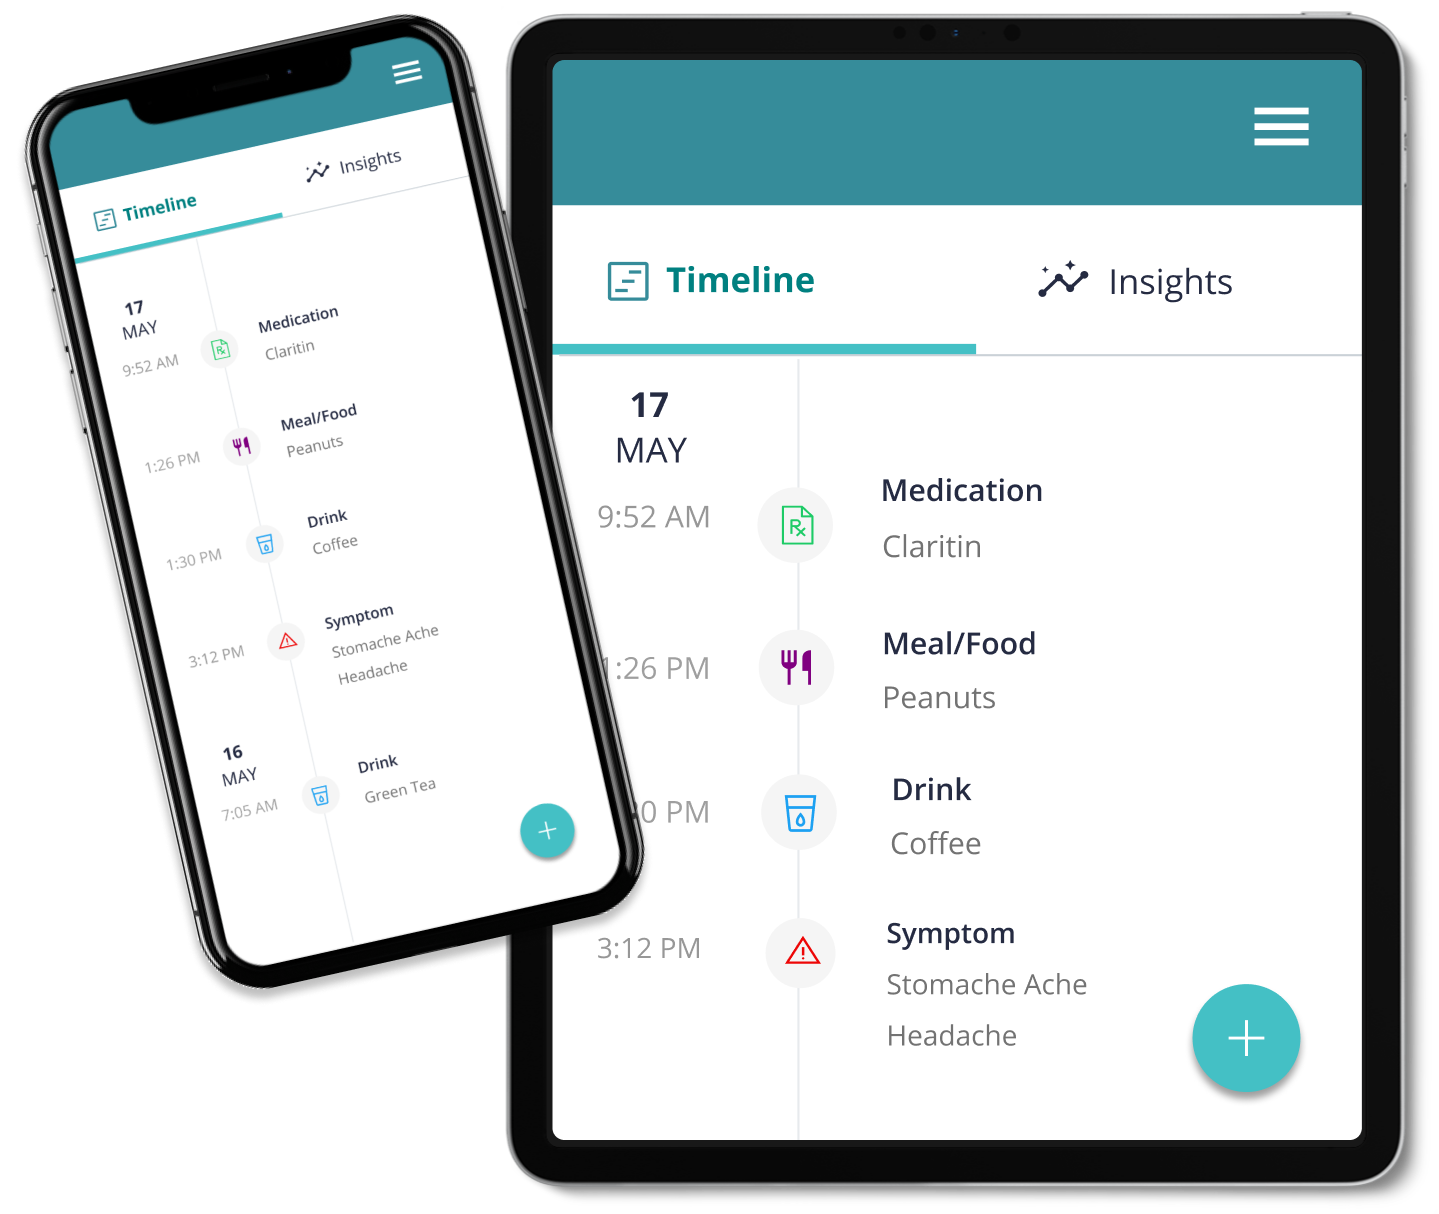 Timeline
Insights
17
MAY
9:52 AM
Medication
Claritin
1:26 PM
Meal/Food
Peanuts
1:30 PM
Drink
Coffee
3:12 PM
Symptom
Stomache Ache
Headache
16
MAY
7:05 AM
Drink
Green Tea
Timeline
Insights
17
MAY
9:52 AM
Medication
Claritin
:26 PM
Meal/Food
Peanuts
0 PM
Drink
Coffee
3:12 PM
Symptom
Stomache Ache
Headache